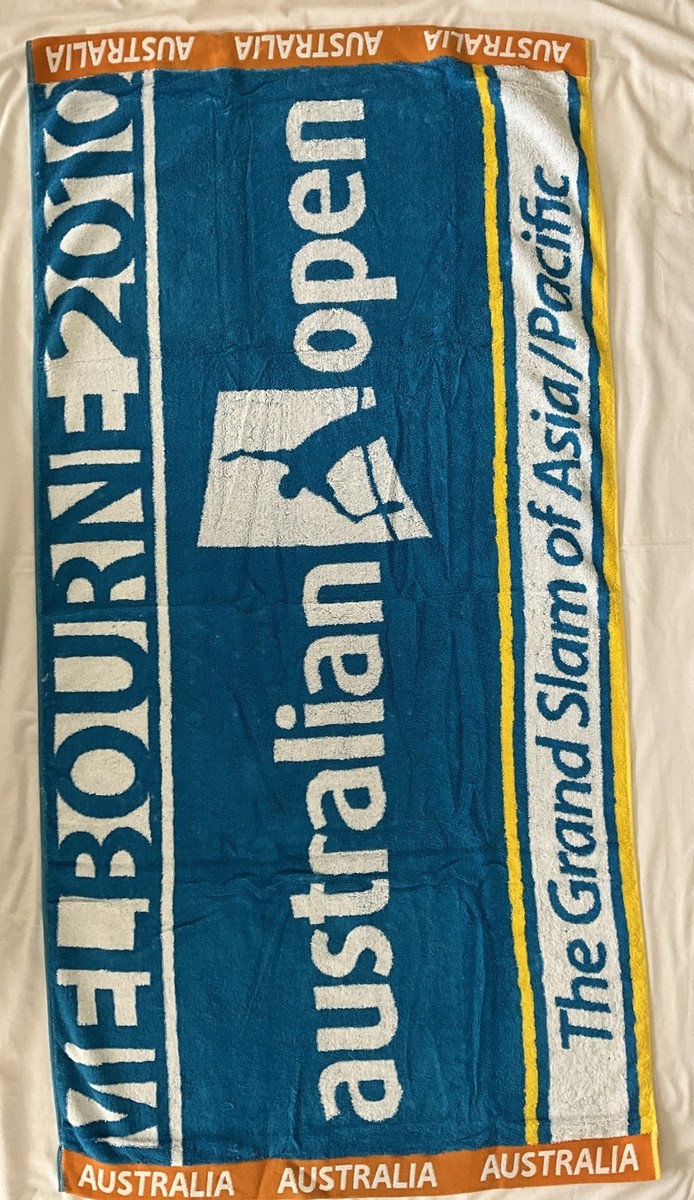 AUSTRALIA AUSTRALIA AUSTRALIA
MELBOURNE 2010
australian open
The Grand Slam of Asia/Pacific
AUSTRALIA AUSTRALIA AUSTRALIA